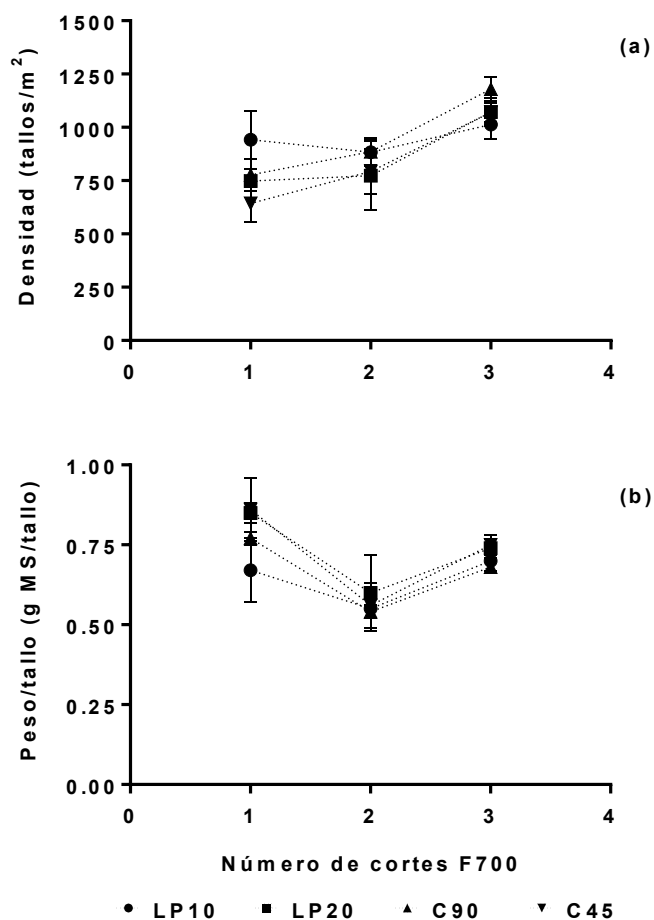 (a)
Densidad (tallos/m²)
1500
1250
1000
750
500
250
0
0 1 2 3 4
(b)
Peso/tallo (g MS/tallo)
1.00
0.75
0.50
0.25
0.00
0 1 2 3 4
Número de cortes F700
LP10 LP20 C90 C45